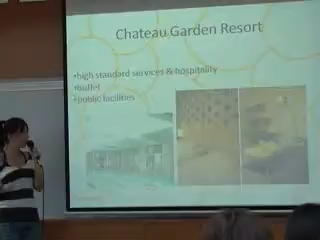 Chateau Garden Resort
•high standard services & hospitality
•buffet
•public facilities